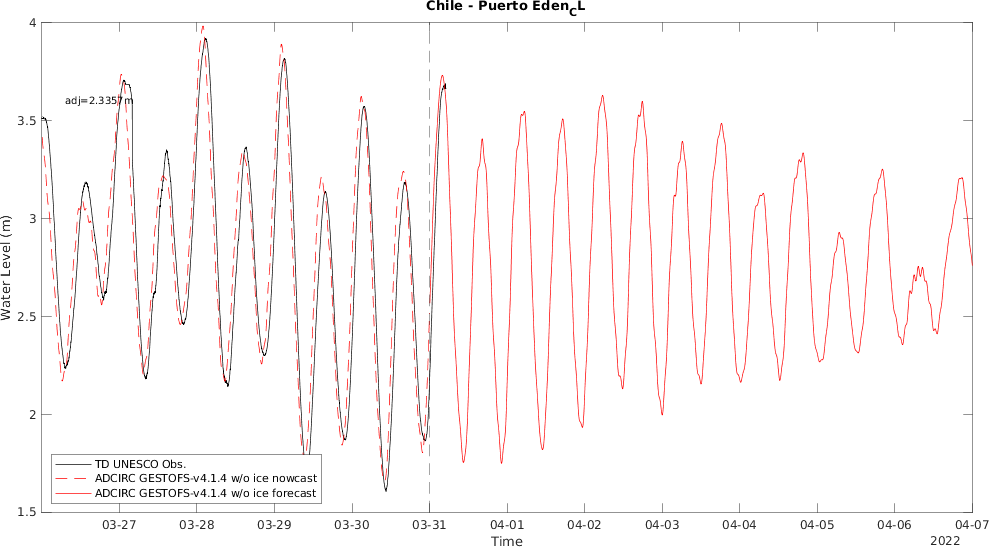 Chile - Puerto Eden_CL
4
3.5
3
2.5
2
1.5
Water Level (m)
adj=2.3357m
TD UNESCO Obs.
ADCIRC GESTOFS-v4.1.4 w/o ice nowcast
ADCIRC GESTOFS-v4.1.4 w/o ice forecast
03-27 03-28 03-29 03-30 03-31 04-01 04-02 04-03 04-04 04-05 04-06 04-07
Time
2022